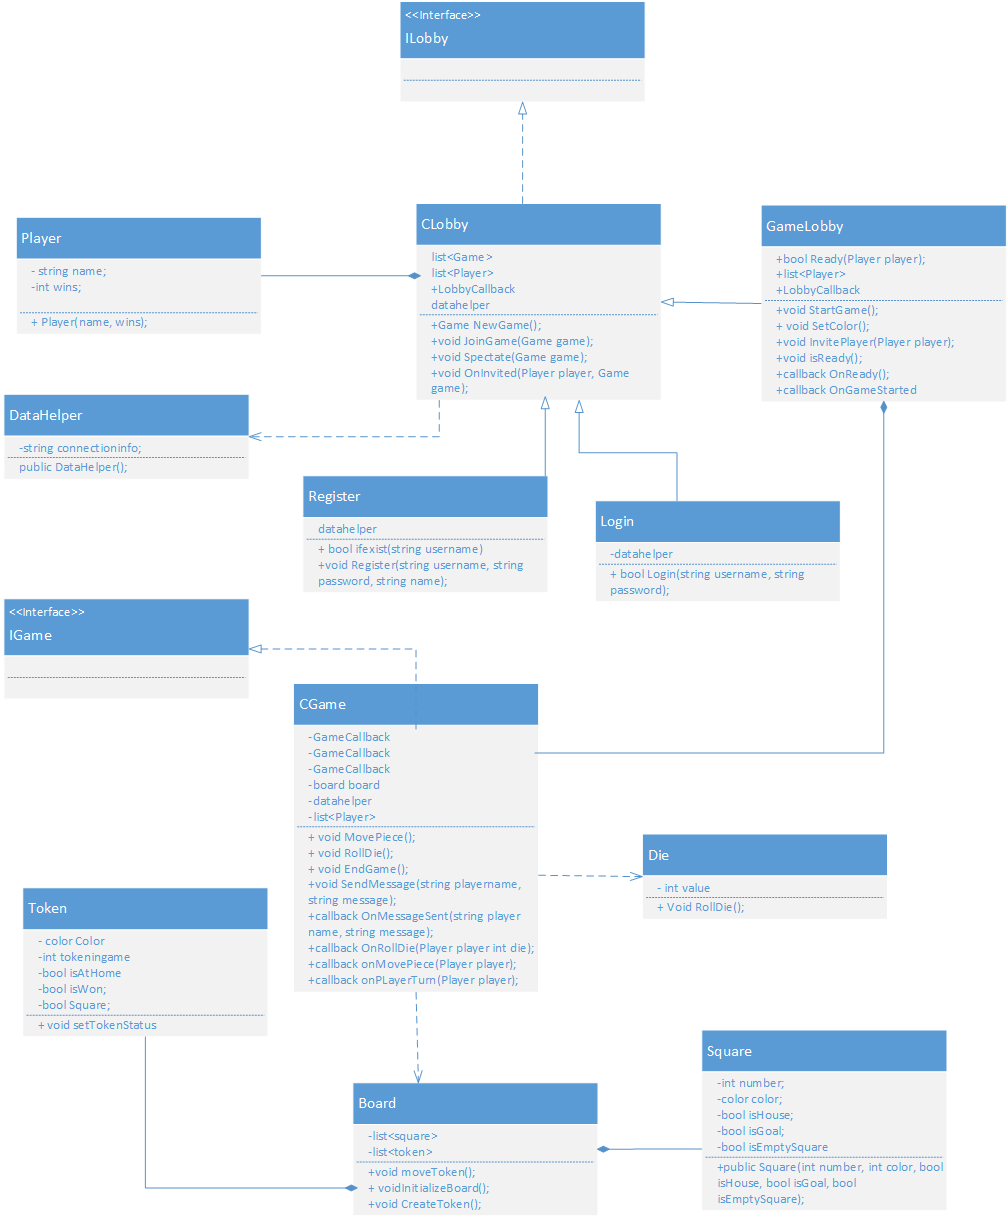 <<Interface>>
ILobby
Player
- string name;
-int wins;
+ Player(name, wins);
CLobby
list<Game>
list<Player>
+LobbyCallback
datahelper
+Game NewGame();
+void JoinGame(Game game);
+void Spectate(Game game);
+void OnInvited(Player player, Game
game);
GameLobby
+bool Ready(Player player);
+list<Player>
+LobbyCallback
+void StartGame();
+ void SetColor();
+void InvitePlayer(Player player);
+void isReady();
+callback OnReady();
+callback OnGameStarted
DataHelper
-string connectioninfo;
public DataHelper();
Register
datahelper
+ bool ifexist(string username)
+void Register(string username, string
password, string name);
Login
-datahelper
+ bool Login(string username, string
password);
<<Interface>>
IGame
CGame
-GameCallback
-GameCallback
-GameCallback
-board board
-datahelper
-list<Player>
+ void MovePiece();
+ void RollDie();
+ void EndGame();
+void SendMessage(string playername,
string message);
+callback OnMessageSent(string player
name, string message);
+callback OnRollDie(Player player int die);
+callback onMovePiece(Player player);
+callback onPLayerTurn(Player player);
Die
- int value
+ Void RollDie();
Token
- color Color
-int tokeningame
-bool isAtHome
-bool isWon;
-bool Square;
+ void setTokenStatus
Board
-list<square>
-list<token>
+void moveToken();
+ voidInitializeBoard();
+void CreateToken();
Square
-int number;
-color color;
-bool isHouse;
-bool isGoal;
-bool isEmptySquare
+public Square(int number, int color, bool
isHouse, bool isGoal, bool
isEmptySquare);